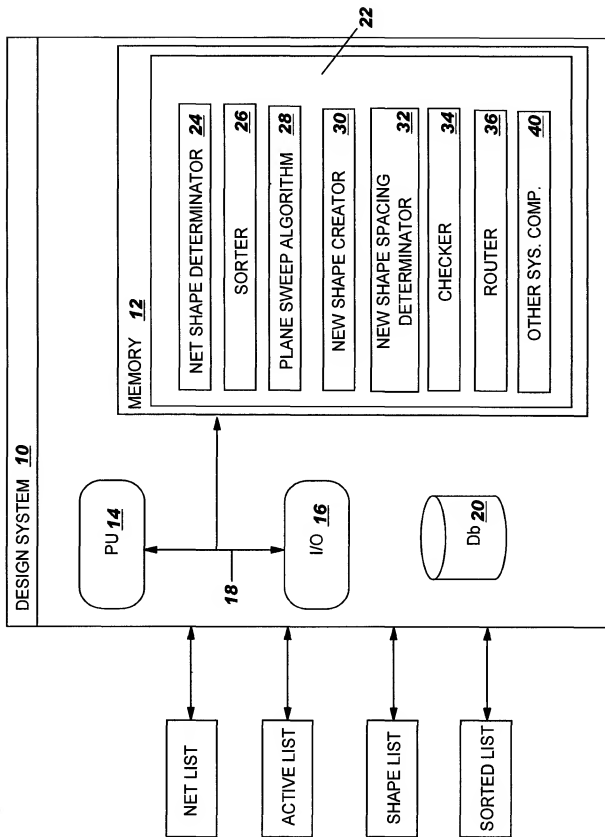 DESIGN SYSTEM 10
PU 14
I/O 16
18
Db 20
MEMORY 12
22
NET SHAPE DETERMINATOR 24
SORTER 26
PLANE SWEEP ALGORITHM 28
NEW SHAPE CREATOR 30
NEW SHAPE SPACING
DETERMINATOR 32
CHECKER 34
ROUTER 36
OTHER SYS. COMP. 40
NET LIST
ACTIVE LIST
SHAPE LIST
SORTED LIST